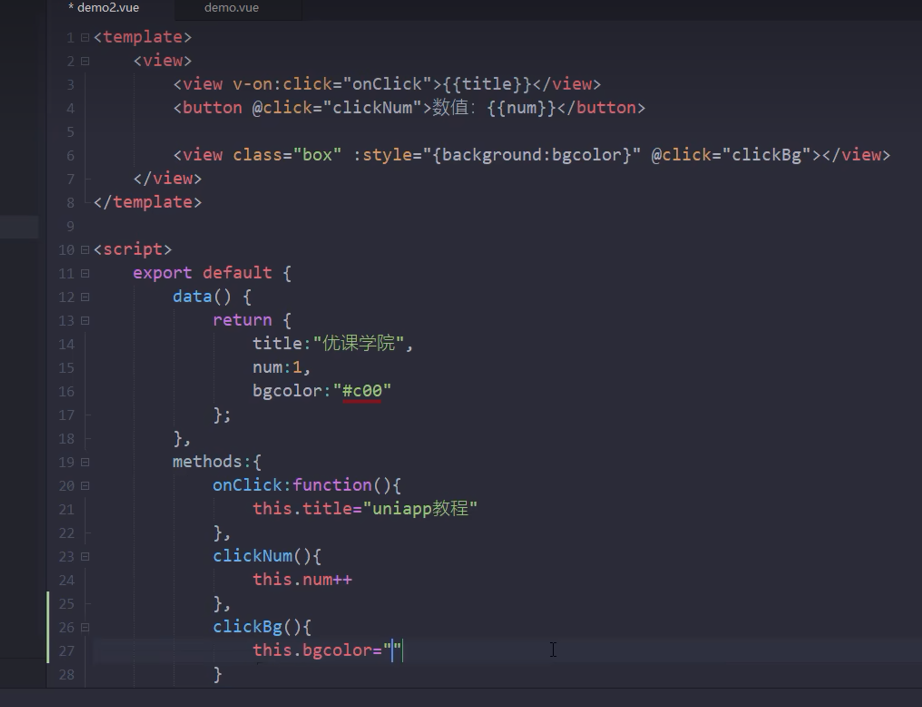 * demo2.vue demo.vue
1 <template>
2 <view>
3 <view v-on:click="onClick">{{title}}</view>
4 <button @click="clickNum">数值: {{num}}</button>
5
6 <view class="box" :style="{background:bgcolor}" @click="clickBg"></view>
7 </view>
8 </template>
9
10 <script>
11 export default {
12 data() {
13 return {
14 title:"优课学院",
15 num:1,
16 bgcolor:"#c00"
17 };
18 },
19 methods:{
20 onClick:function(){
21 this.title="uniapp教程"
22 },
23 clickNum(){
24 this.num++
25 },
26 clickBg(){
27 this.bgcolor=""
28 }